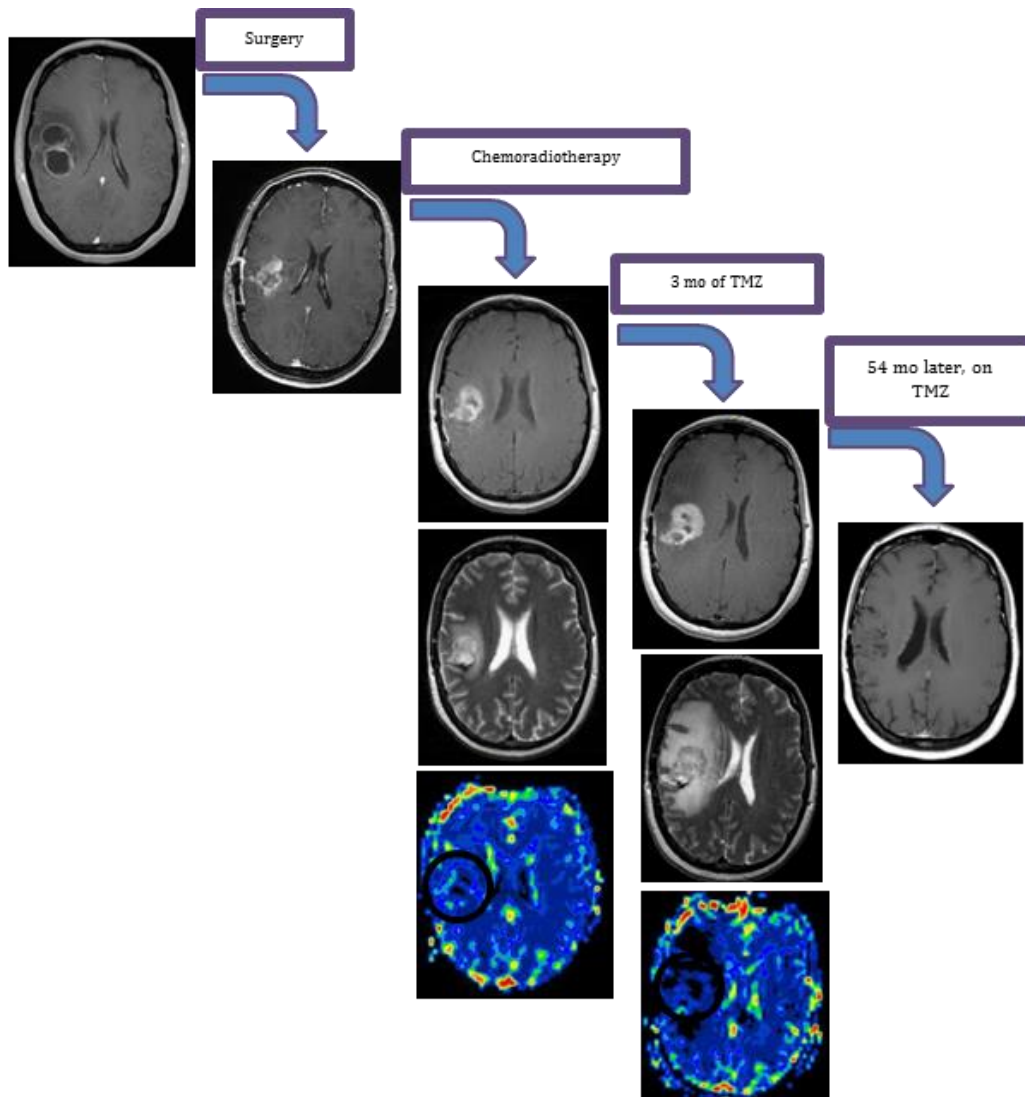 Surgery
Chemoradiotherapy
3 mo of TMZ
54 mo later, on
TMZ